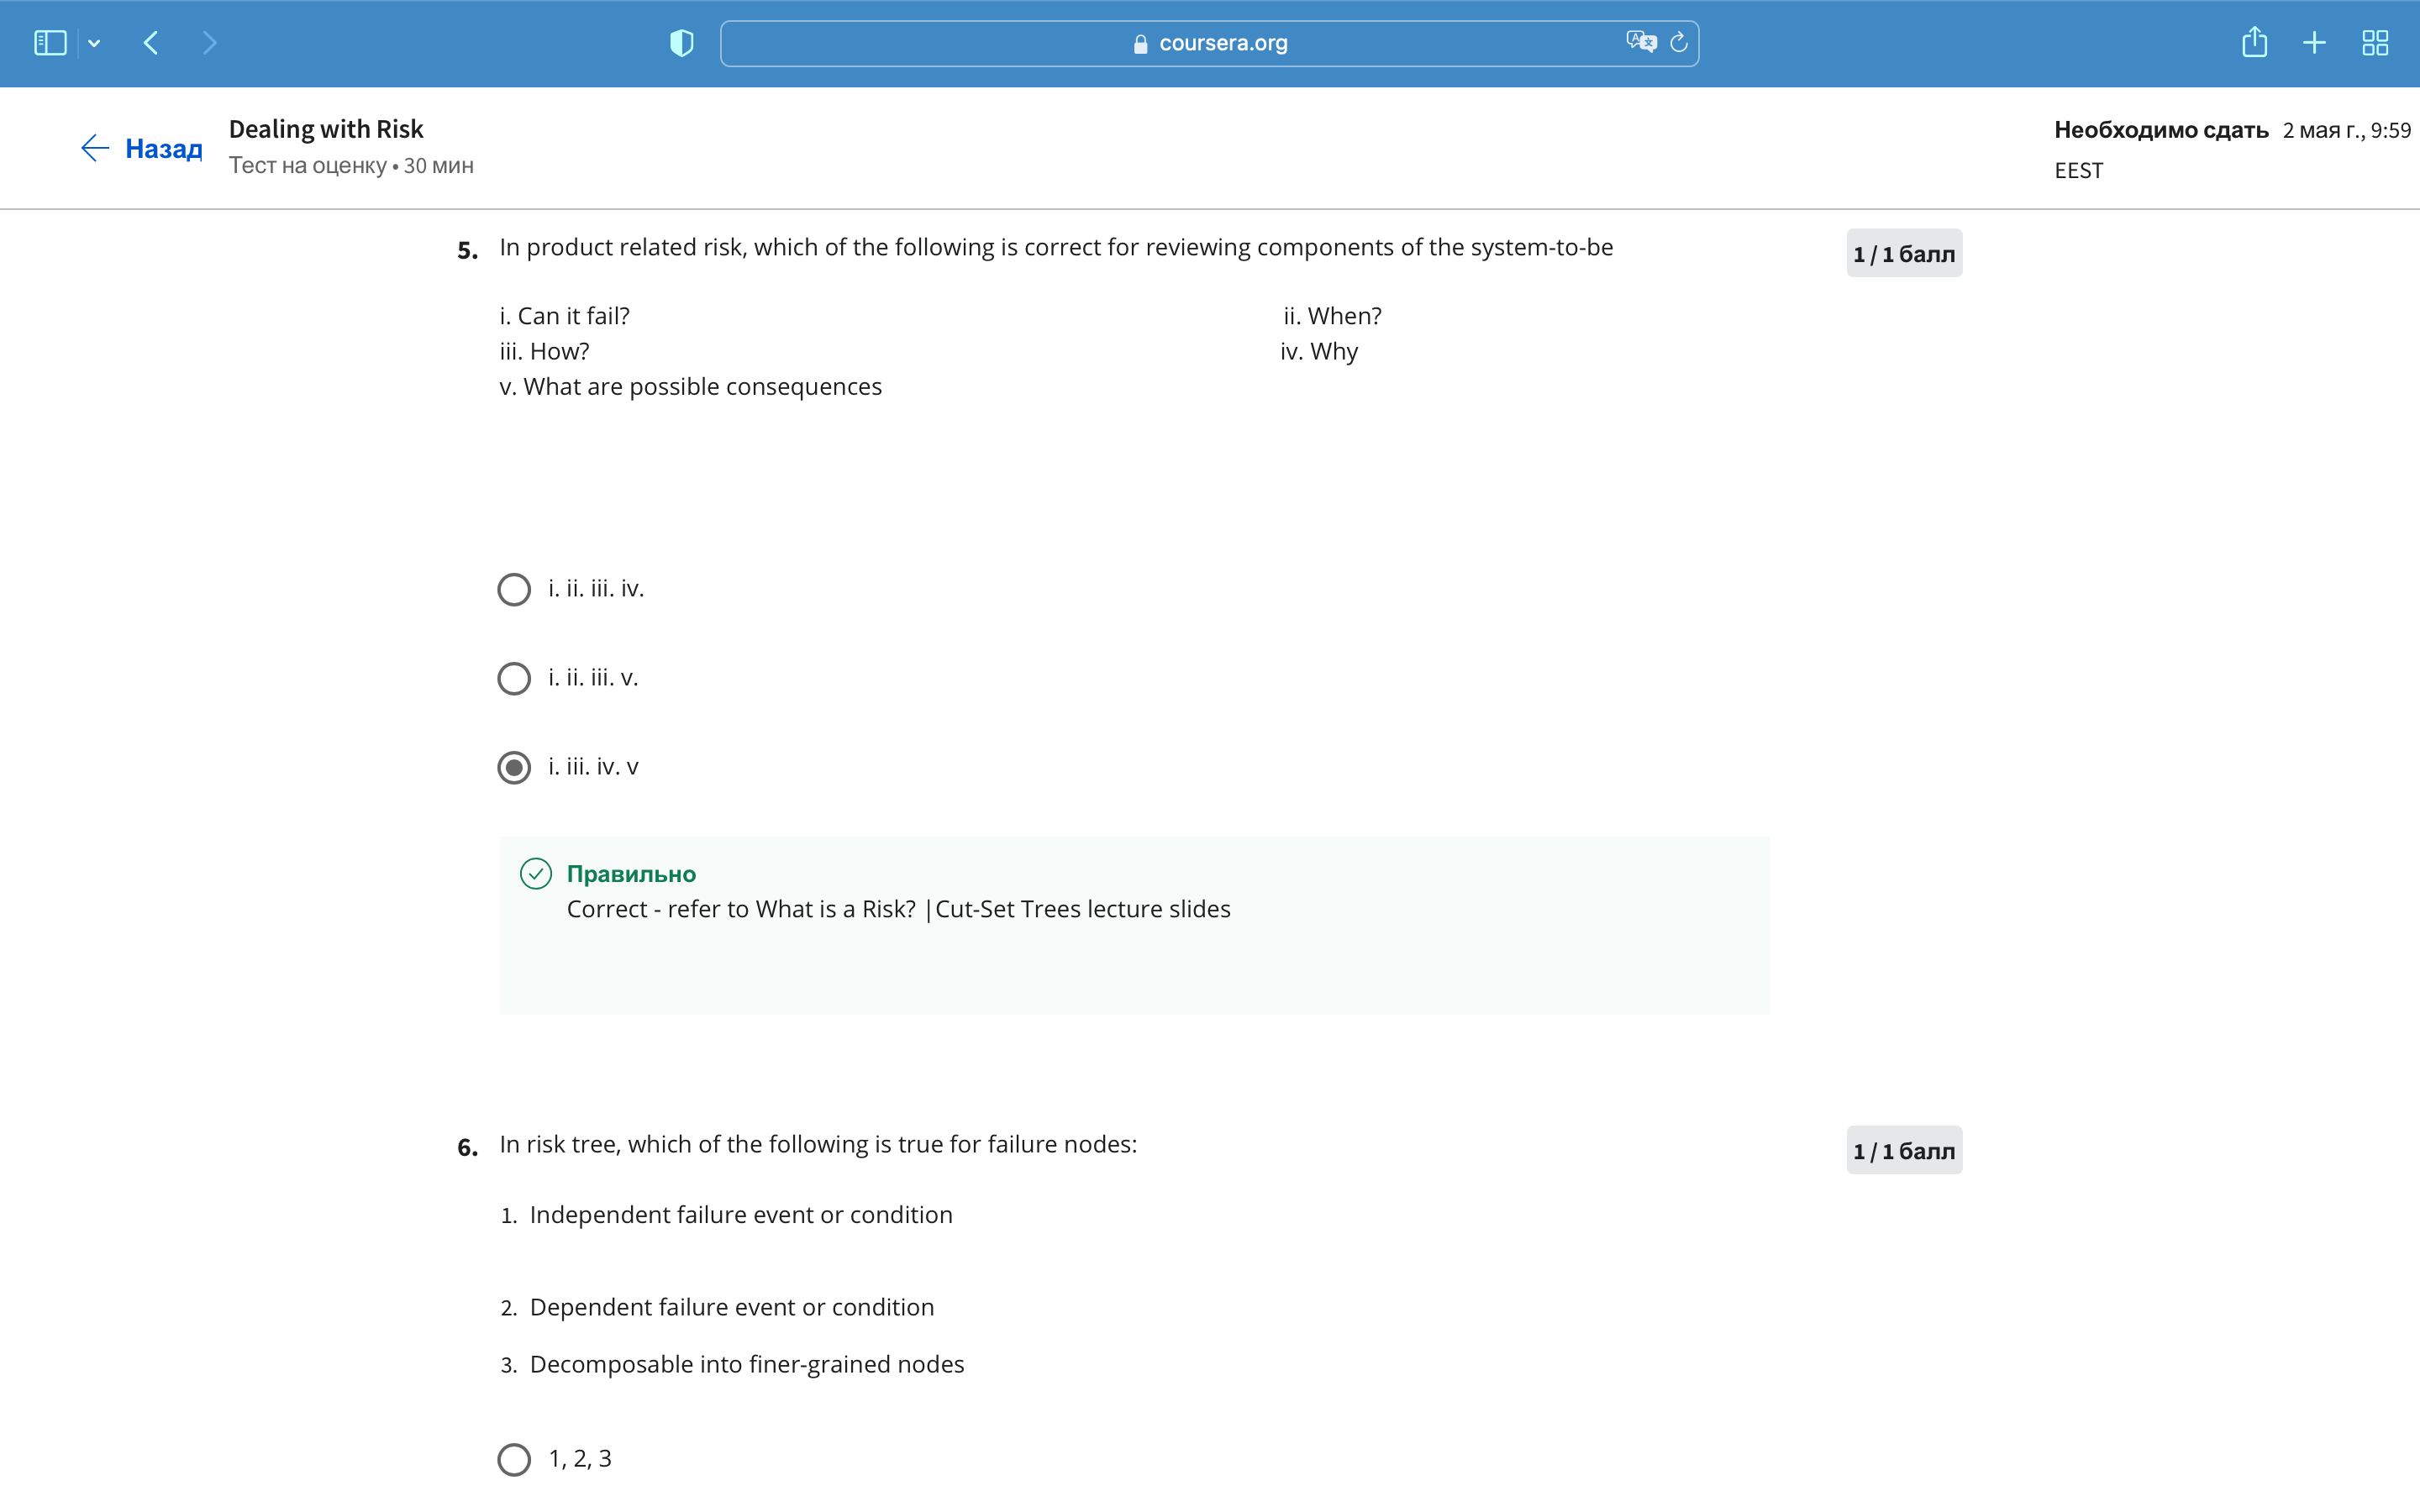 coursera.org
Назад
Dealing with Risk
Тест на оценку • 30 мин
Необходимо сдать 2 мая г., 9:59
EEST
5. In product related risk, which of the following is correct for reviewing components of the system-to-be
1 / 1 балл
i. Can it fail? ii. When?
iii. How? iv. Why
v. What are possible consequences
i. ii. iii. iv.
i. ii. iii. v.
i. iii. iv. v
Правильно
Correct - refer to What is a Risk? |Cut-Set Trees lecture slides
6. In risk tree, which of the following is true for failure nodes:
1 / 1 балл
1. Independent failure event or condition
2. Dependent failure event or condition
3. Decomposable into finer-grained nodes
1, 2, 3